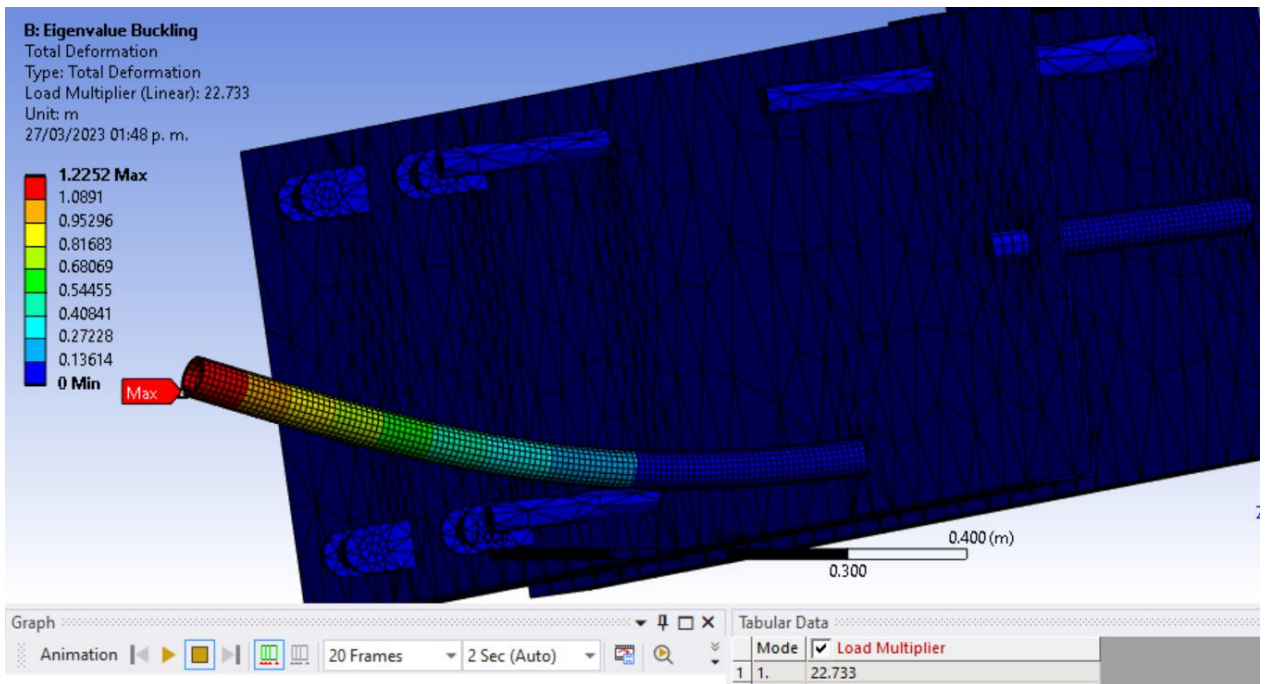 B: Eigenvalue Buckling
Total Deformation
Type: Total Deformation
Load Multiplier (Linear): 22.733
Unit: m
27/03/2023 01:48 p. m.
1.2252 Max
1.0891
0.95296
0.81683
0.68069
0.54455
0.40841
0.27228
0.13614
0 Min
Max
0.400 (m)
0.300
Graph
Animation 20 Frames 2 Sec (Auto)
Tabular Data
Mode Load Multiplier
1 1. 22.733